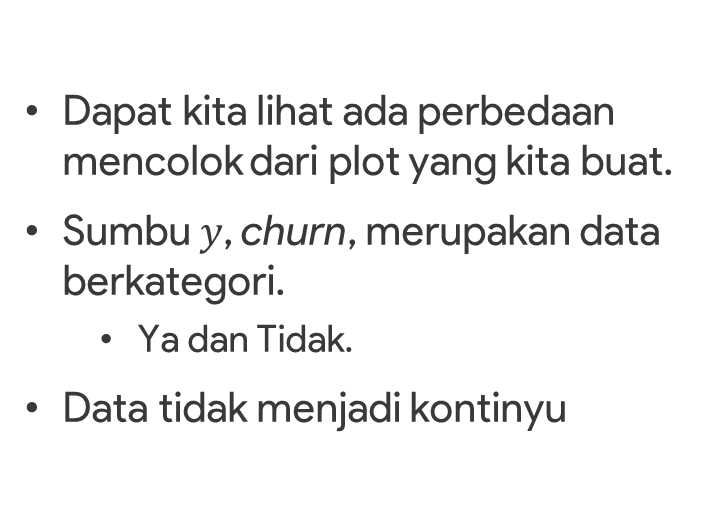 • Dapat kita lihat ada perbedaan
mencolok dari plot yang kita buat.
• Sumbu y, churn, merupakan data
berkategori.
• Ya dan Tidak.
• Data tidak menjadi kontinyu